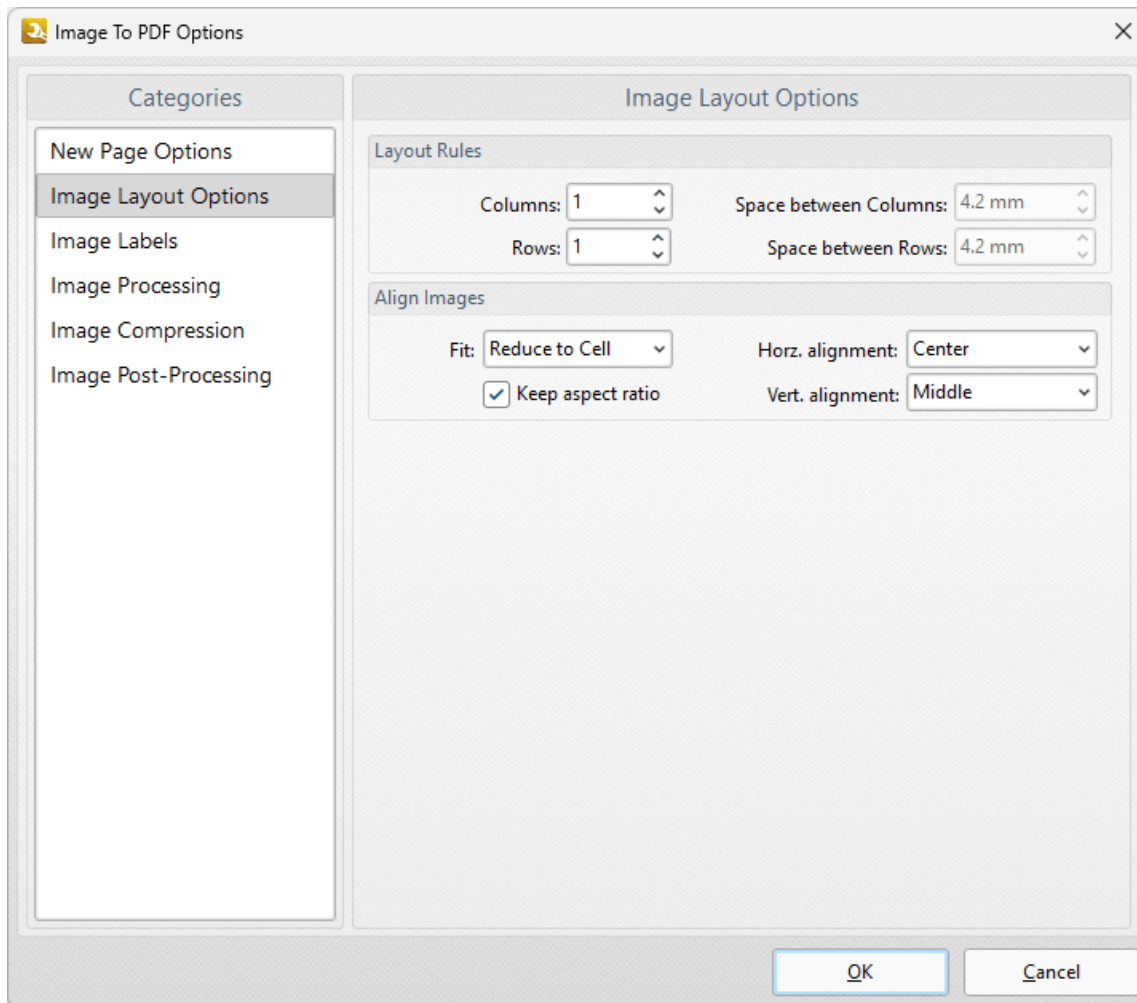 Image To PDF Options
Categories
New Page Options
Image Layout Options
Image Labels
Image Processing
Image Compression
Image Post-Processing
Image Layout Options
Layout Rules
Columns: 1 Space between Columns: 4.2 mm
Rows: 1 Space between Rows: 4.2 mm
Align Images
Fit: Reduce to Cell Horz. alignment: Center
Keep aspect ratio Vert. alignment: Middle
OK Cancel